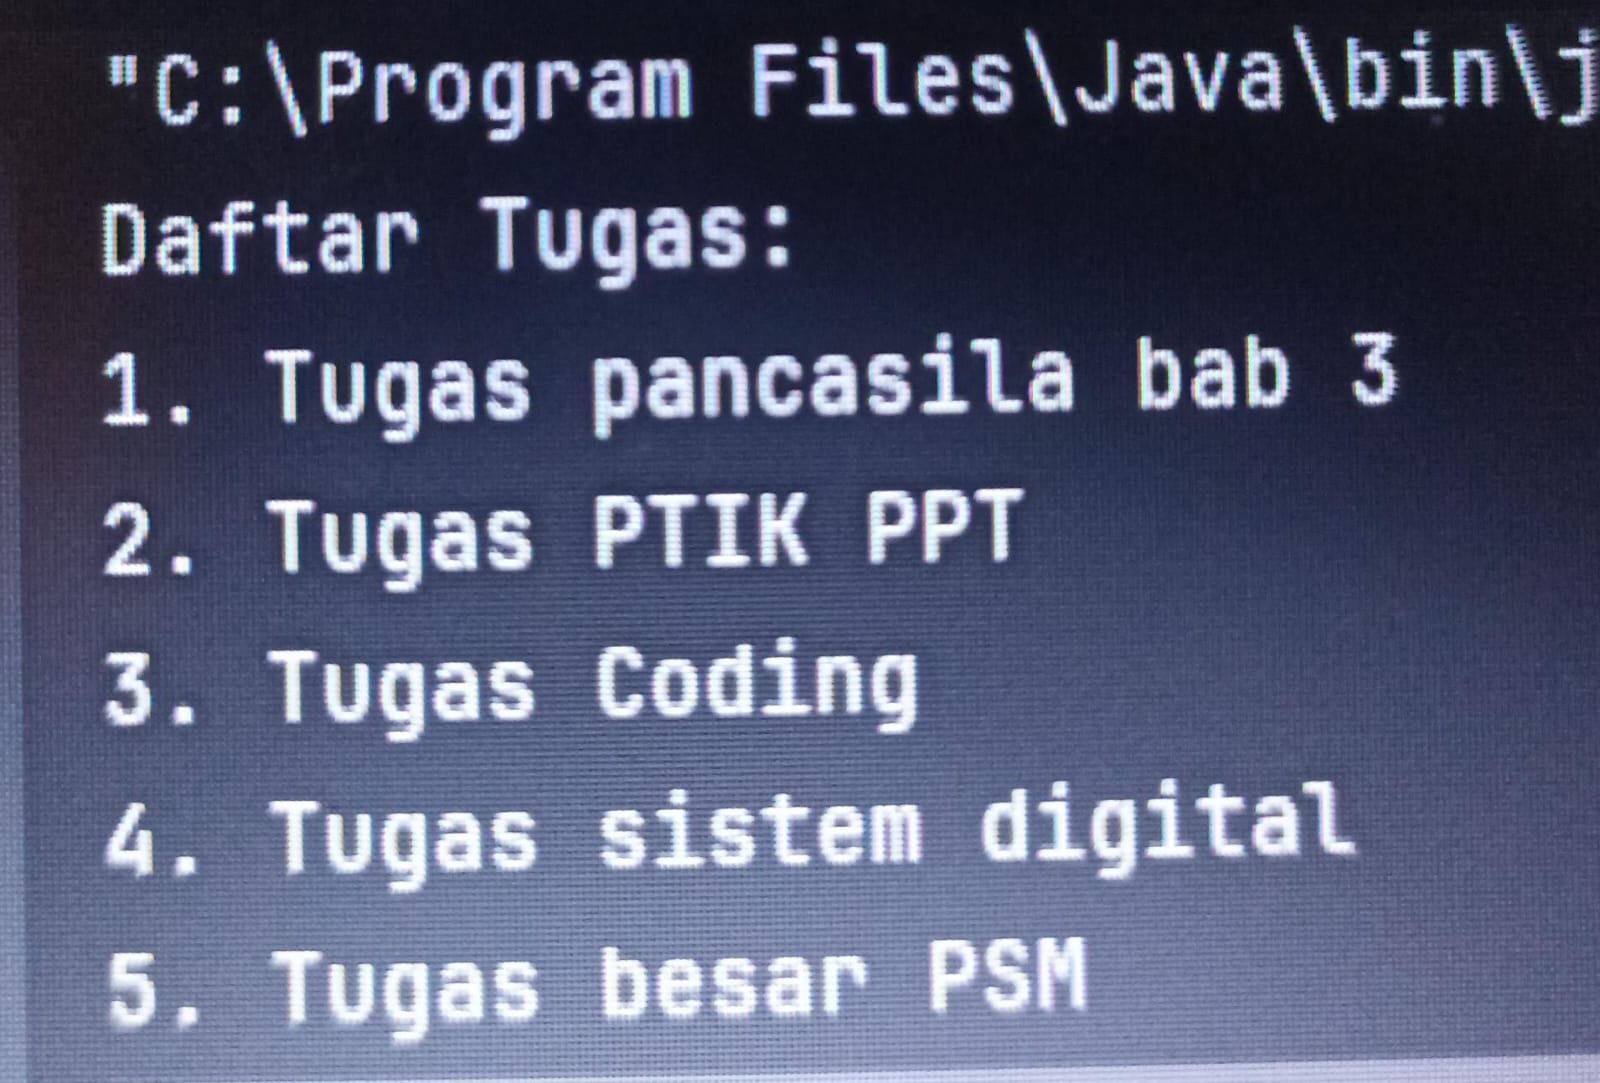 "C:\Program Files\Java\bin\j
Daftar Tugas:
1. Tugas pancasila bab 3
2. Tugas PTIK PPT
3. Tugas Coding
4. Tugas sistem digital
5. Tugas besar PSM